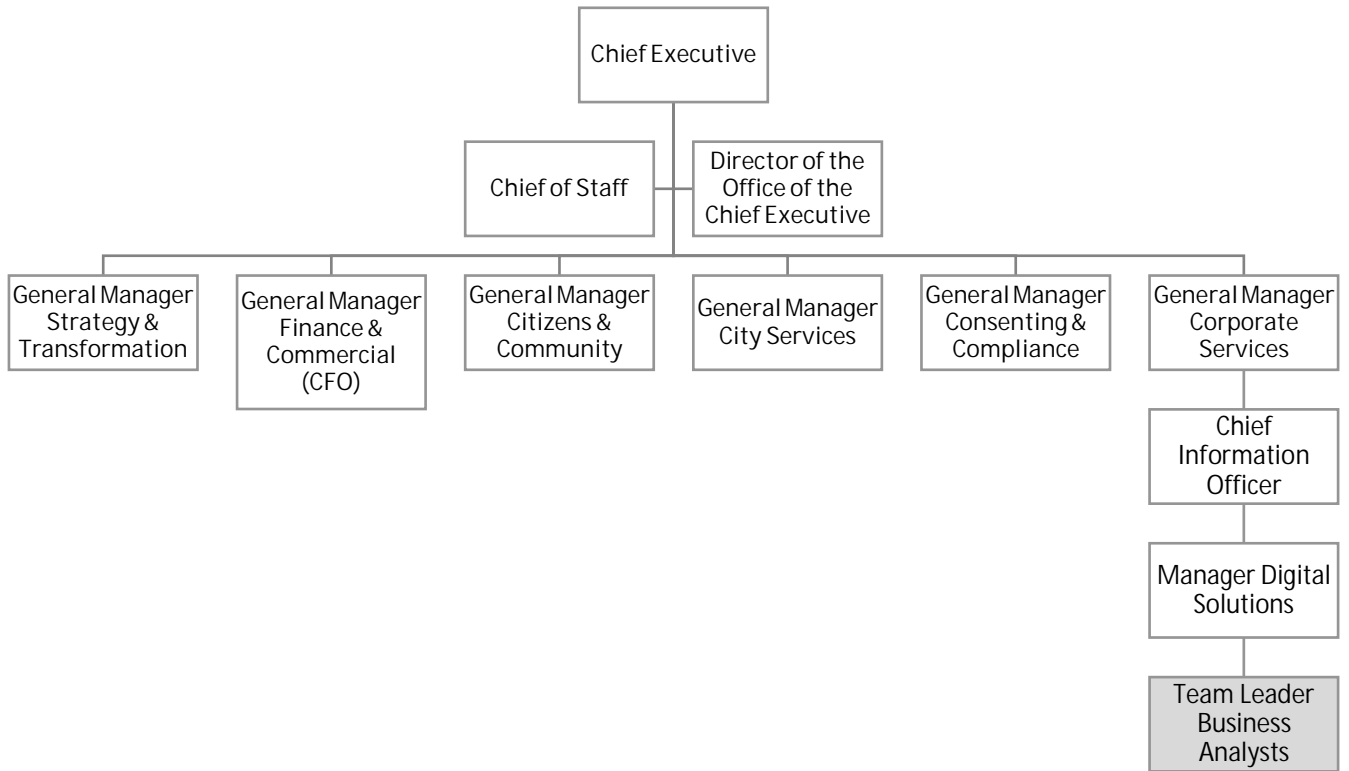 Chief Executive
Chief of Staff
Director of the
Office of the
Chief Executive
General Manager
Strategy &
Transformation
General Manager
Finance &
Commercial
(CFO)
General Manager
Citizens &
Community
General Manager
City Services
General Manager
Consenting &
Compliance
General Manager
Corporate
Services
Chief
Information
Officer
Manager Digital
Solutions
Team Leader
Business
Analysts